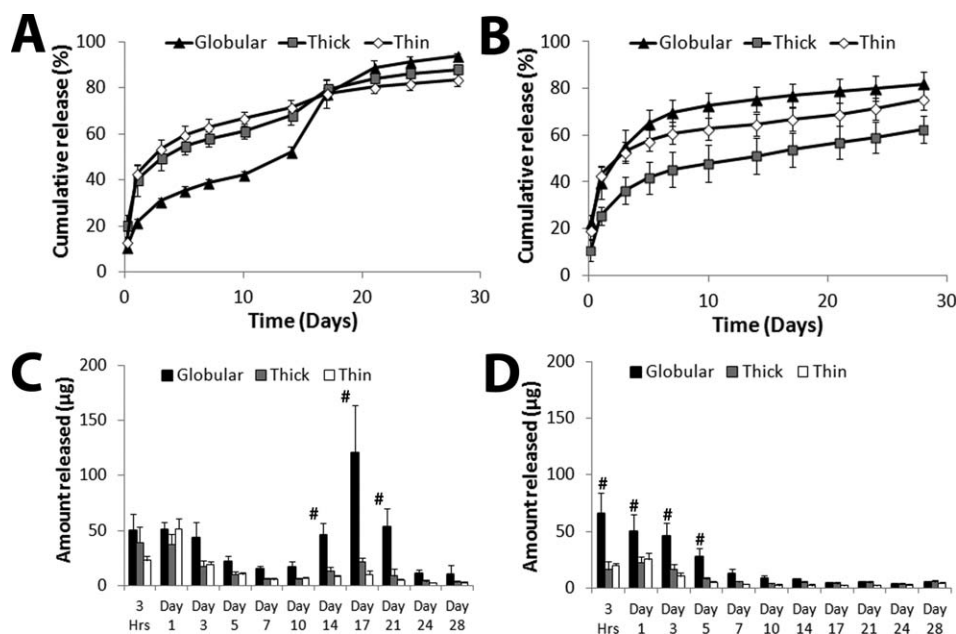 A
Globular Thick Thin
Cumulative release (%)
100
80
60
40
20
0
0 10 20 30
Time (Days)
B
Globular Thick Thin
Cumulative release (%)
100
80
60
40
20
0
0 10 20 30
Time (Days)
C
Globular Thick Thin
Amount released (µg)
200
150
100
50
0
# # #
3 Day Day Day Day Day Day Day Day Day Day
Hrs 1 3 5 7 10 14 17 21 24 28
D
Globular Thick Thin
Amount released (µg)
200
150
100
50
0
# # # #
3 Day Day Day Day Day Day Day Day Day Day
Hrs 1 3 5 7 10 14 17 21 24 28